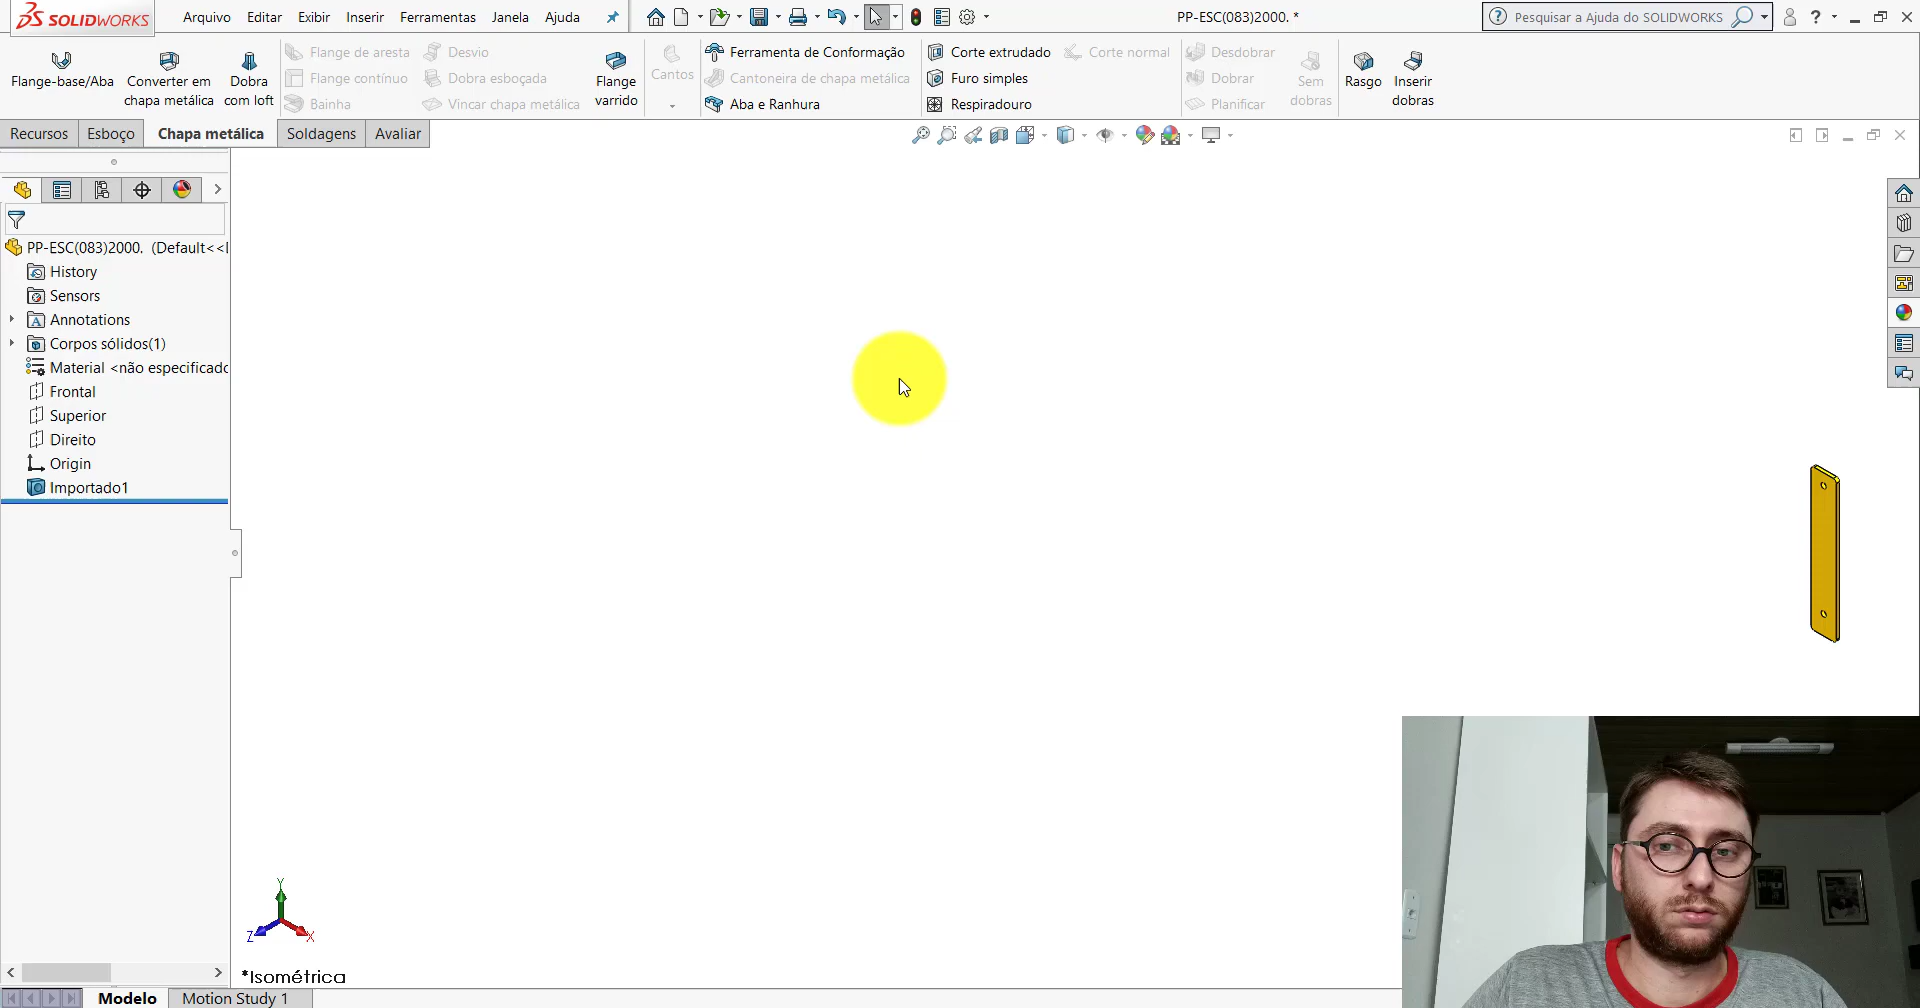 SOLIDWORKS
Arquivo Editar Exibir Inserir Ferramentas Janela Ajuda
PP-ESC(083)2000. *
Pesquisar a Ajuda do SOLIDWORKS
Flange-base/Aba
Converter em
chapa metálica
Dobra
com loft
Flange de aresta
Flange contínuo
Bainha
Desvio
Dobra esboçada
Vincar chapa metálica
Flange
varrido
Cantos
Ferramenta de Conformação
Cantoneira de chapa metálica
Aba e Ranhura
Corte extrudado
Furo simples
Respiradouro
Corte normal
Desdobrar
Dobrar
Planificar
Sem
dobras
Rasgo
Inserir
dobras
Recursos Esboço Chapa metálica Soldagens Avaliar
PP-ESC(083)2000. (Default<<
History
Sensors
Annotations
Corpos sólidos(1)
Material <não especificado
Frontal
Superior
Direito
Origin
Importado1
Y
Z X
*Isométrica
Modelo Motion Study 1